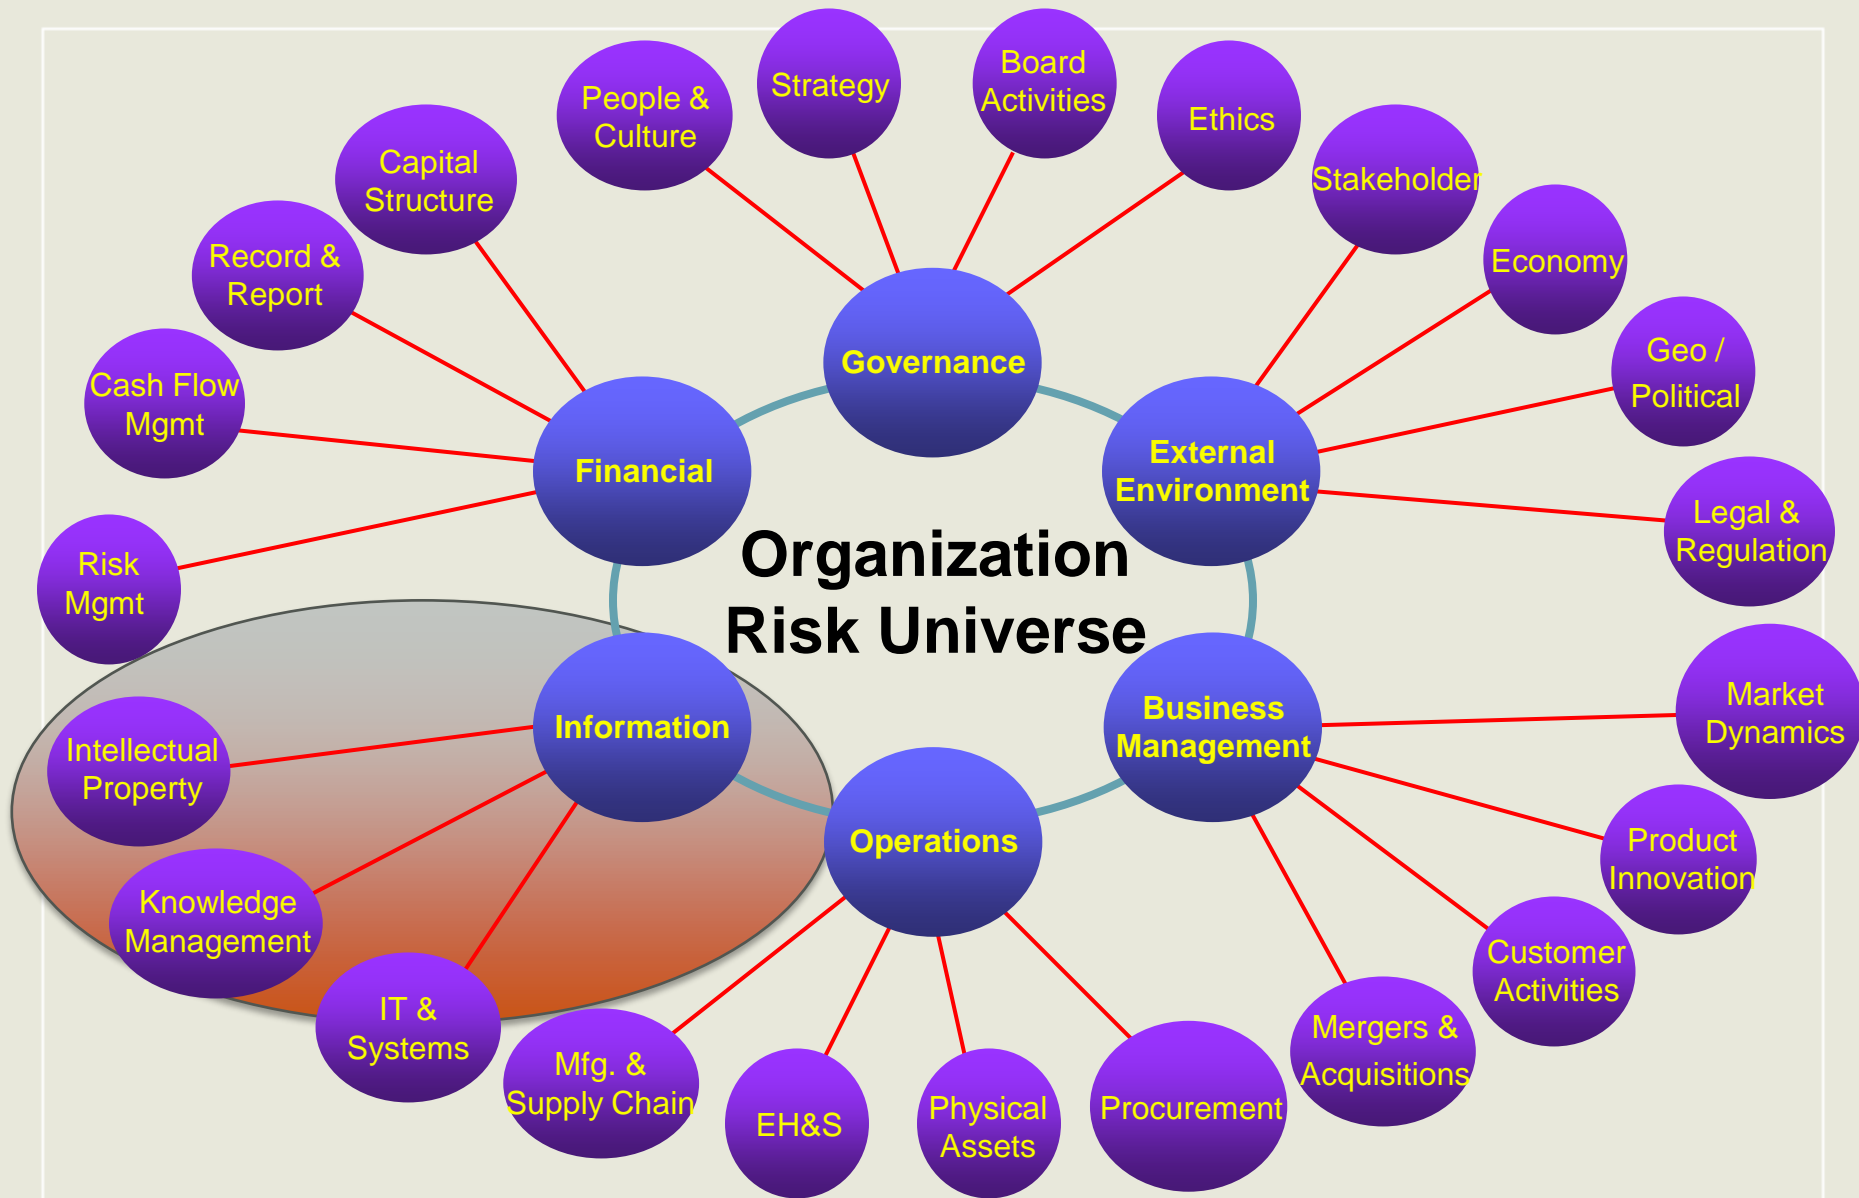 People &
Culture
Strategy
Board
Activities
Ethics
Capital
Structure
Stakeholder
Record &
Report
Economy
Cash Flow
Mgmt
Governance
Geo /
Political
Financial
External
Environment
Legal &
Regulation
Risk
Mgmt
Organization
Risk Universe
Intellectual
Property
Information
Business
Management
Market
Dynamics
Knowledge
Management
Operations
Product
Innovation
IT &
Systems
Customer
Activities
Mfg. &
Supply Chain
EH&S
Physical
Assets
Procurement
Mergers &
Acquisitions